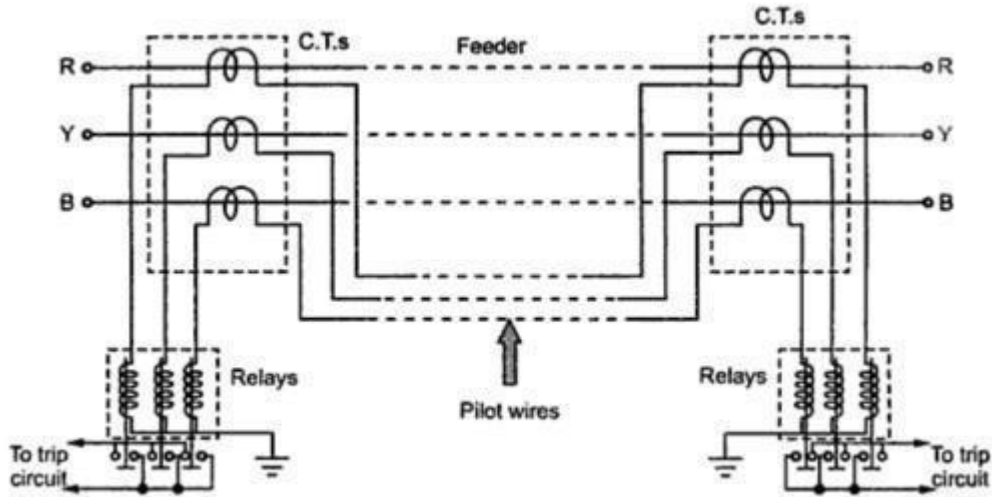 C.T.s
C.T.s
Feeder
R
R
Y
Y
B
B
Relays
Relays
Pilot wires
To trip
circuit
To trip
circuit